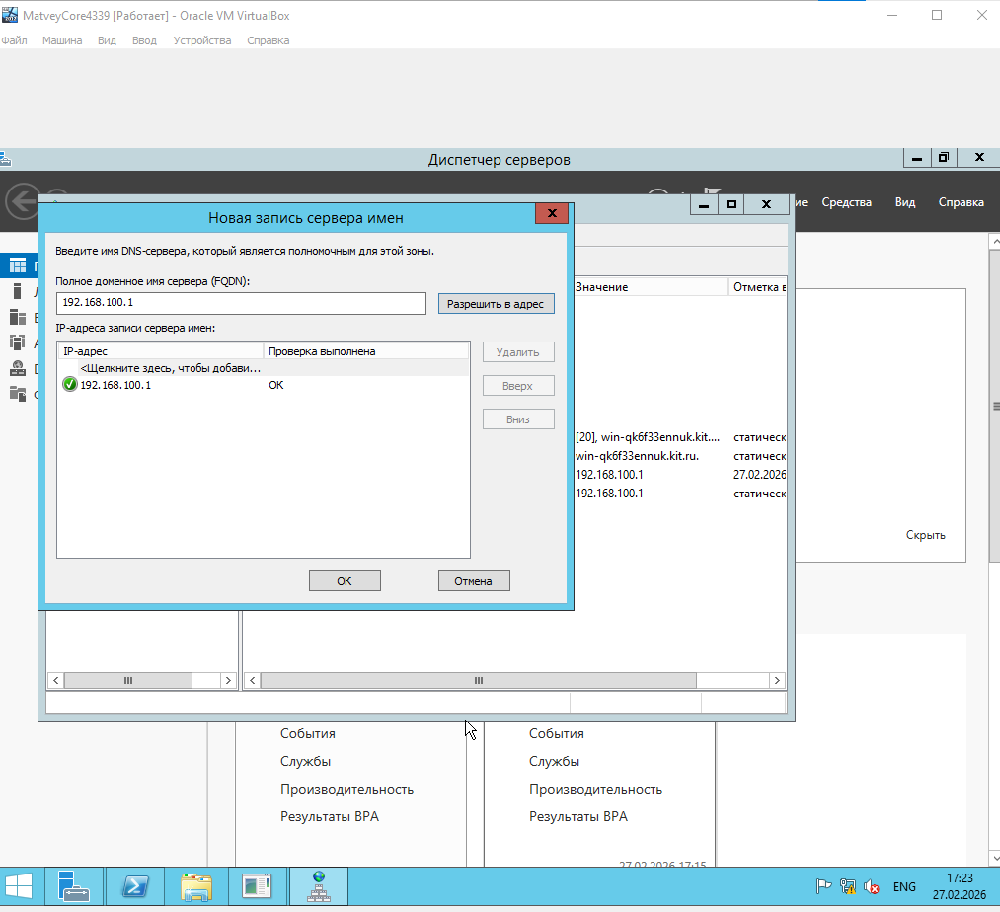 MatveyCore4339 [Работает] - Oracle VM VirtualBox
Файл Машина Вид Ввод Устройства Справка
Диспетчер серверов
Средства Вид Справка
Новая запись сервера имен
Введите имя DNS-сервера, который является полномочным для этой зоны.
Полное доменное имя сервера (FQDN):
192.168.100.1
Разрешить в адрес
IP-адреса записи сервера имен:
IP-адрес Проверка выполнена
<Щелкните здесь, чтобы добави...
192.168.100.1 OK
Удалить
Вверх
Вниз
ОК Отмена
Значение Отметка в
[20], win-qk6f33ennuk.kit.... статическ
win-qk6f33ennuk.kit.ru. статическ
192.168.100.1 27.02.2026
192.168.100.1 статическ
Скрыть
События События
Службы Службы
Производительность Производительность
Результаты BPA Результаты BPA
27.02.2026 17:15
ENG
17:23
27.02.2026